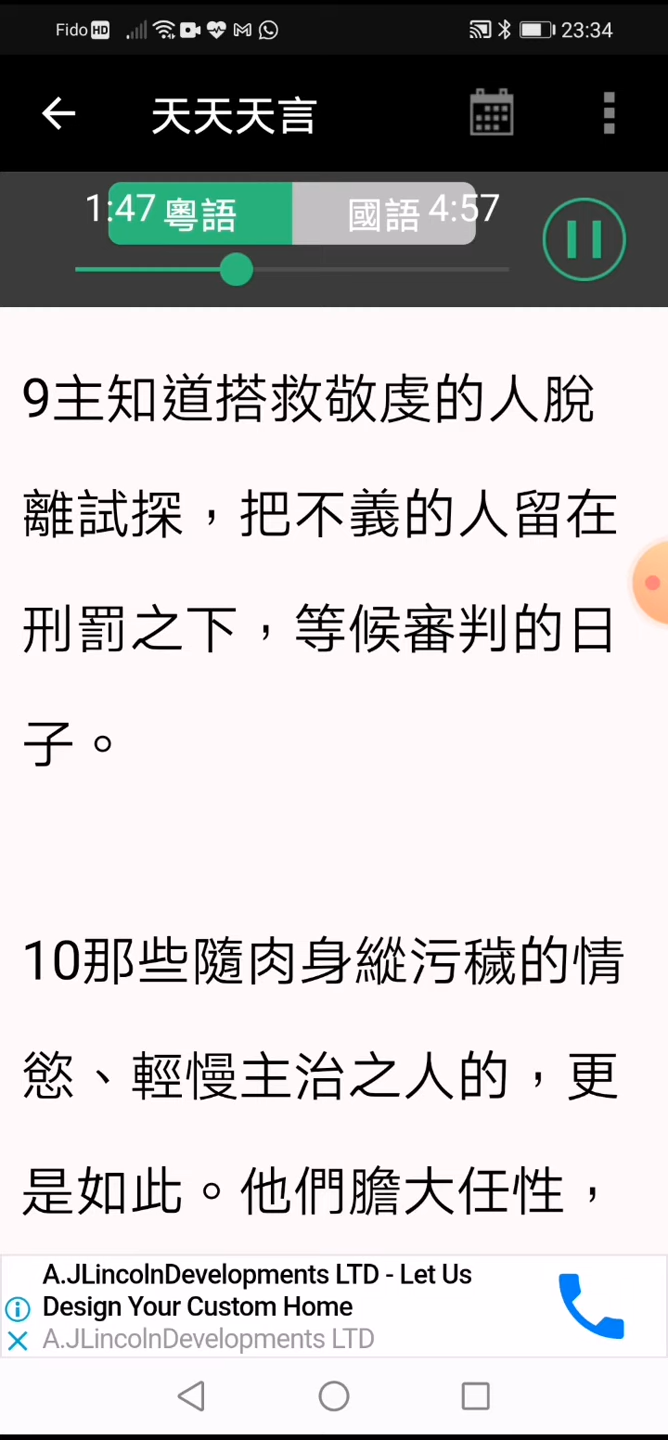 Fido HD 23:34
天天天言
1:47 粵語 國語 4:57
9主知道搭救敬虔的人脫
離試探，把不義的人留在
刑罰之下，等候審判的日
子。
10那些隨肉身縱污穢的情
慾、輕慢主治之人的，更
是如此。他們膽大任性，
A.JLincolnDevelopments LTD - Let Us
Design Your Custom Home
A.JLincolnDevelopments LTD